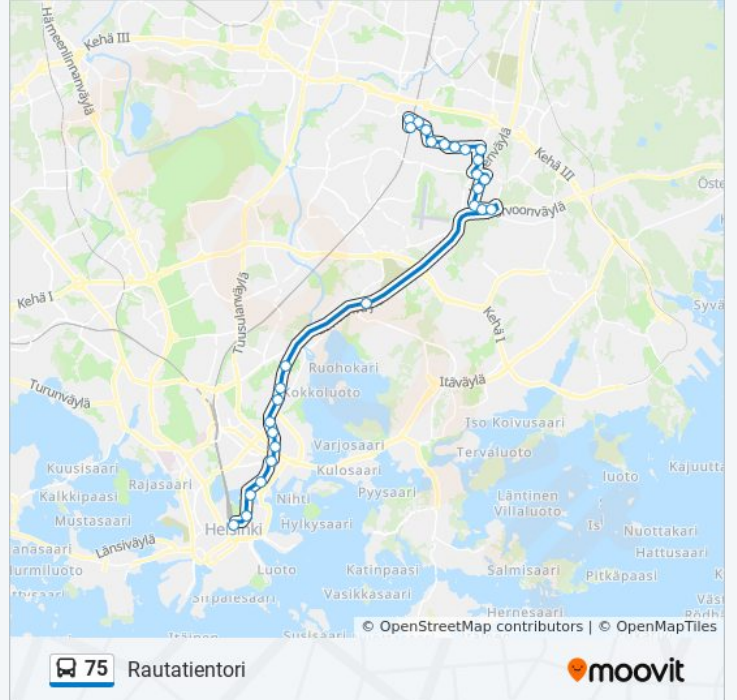 Hämeenlinnanväylä
Kehä III
Kehä III
Öste
Kehä I
Tuusulanväylä
Syvä
Kehä I
Ruohokari
Turunväylä
Kokkoluoto
Itäväylä
Iso Koivusaari
Varjosaari
Tervaluoto
Kuusisaari
Kulosaari
Kajuutta
Rajasaari
luoto
Kalkkipaasi
Nihti
Pyysaari
Läntinen
Villaluoto
Mustasaari
Helsinki
Hylkysaari
Nuottakari
Länsiväylä
Hattusaari
Luoto
Katinpaasi
Salmisaari
Pitkäpaasi
Vasikkasaari
Sirpalesaari
Hernesaari
© OpenStreetMap contributors | © OpenMapTiles
75 Rautatientori
moovit